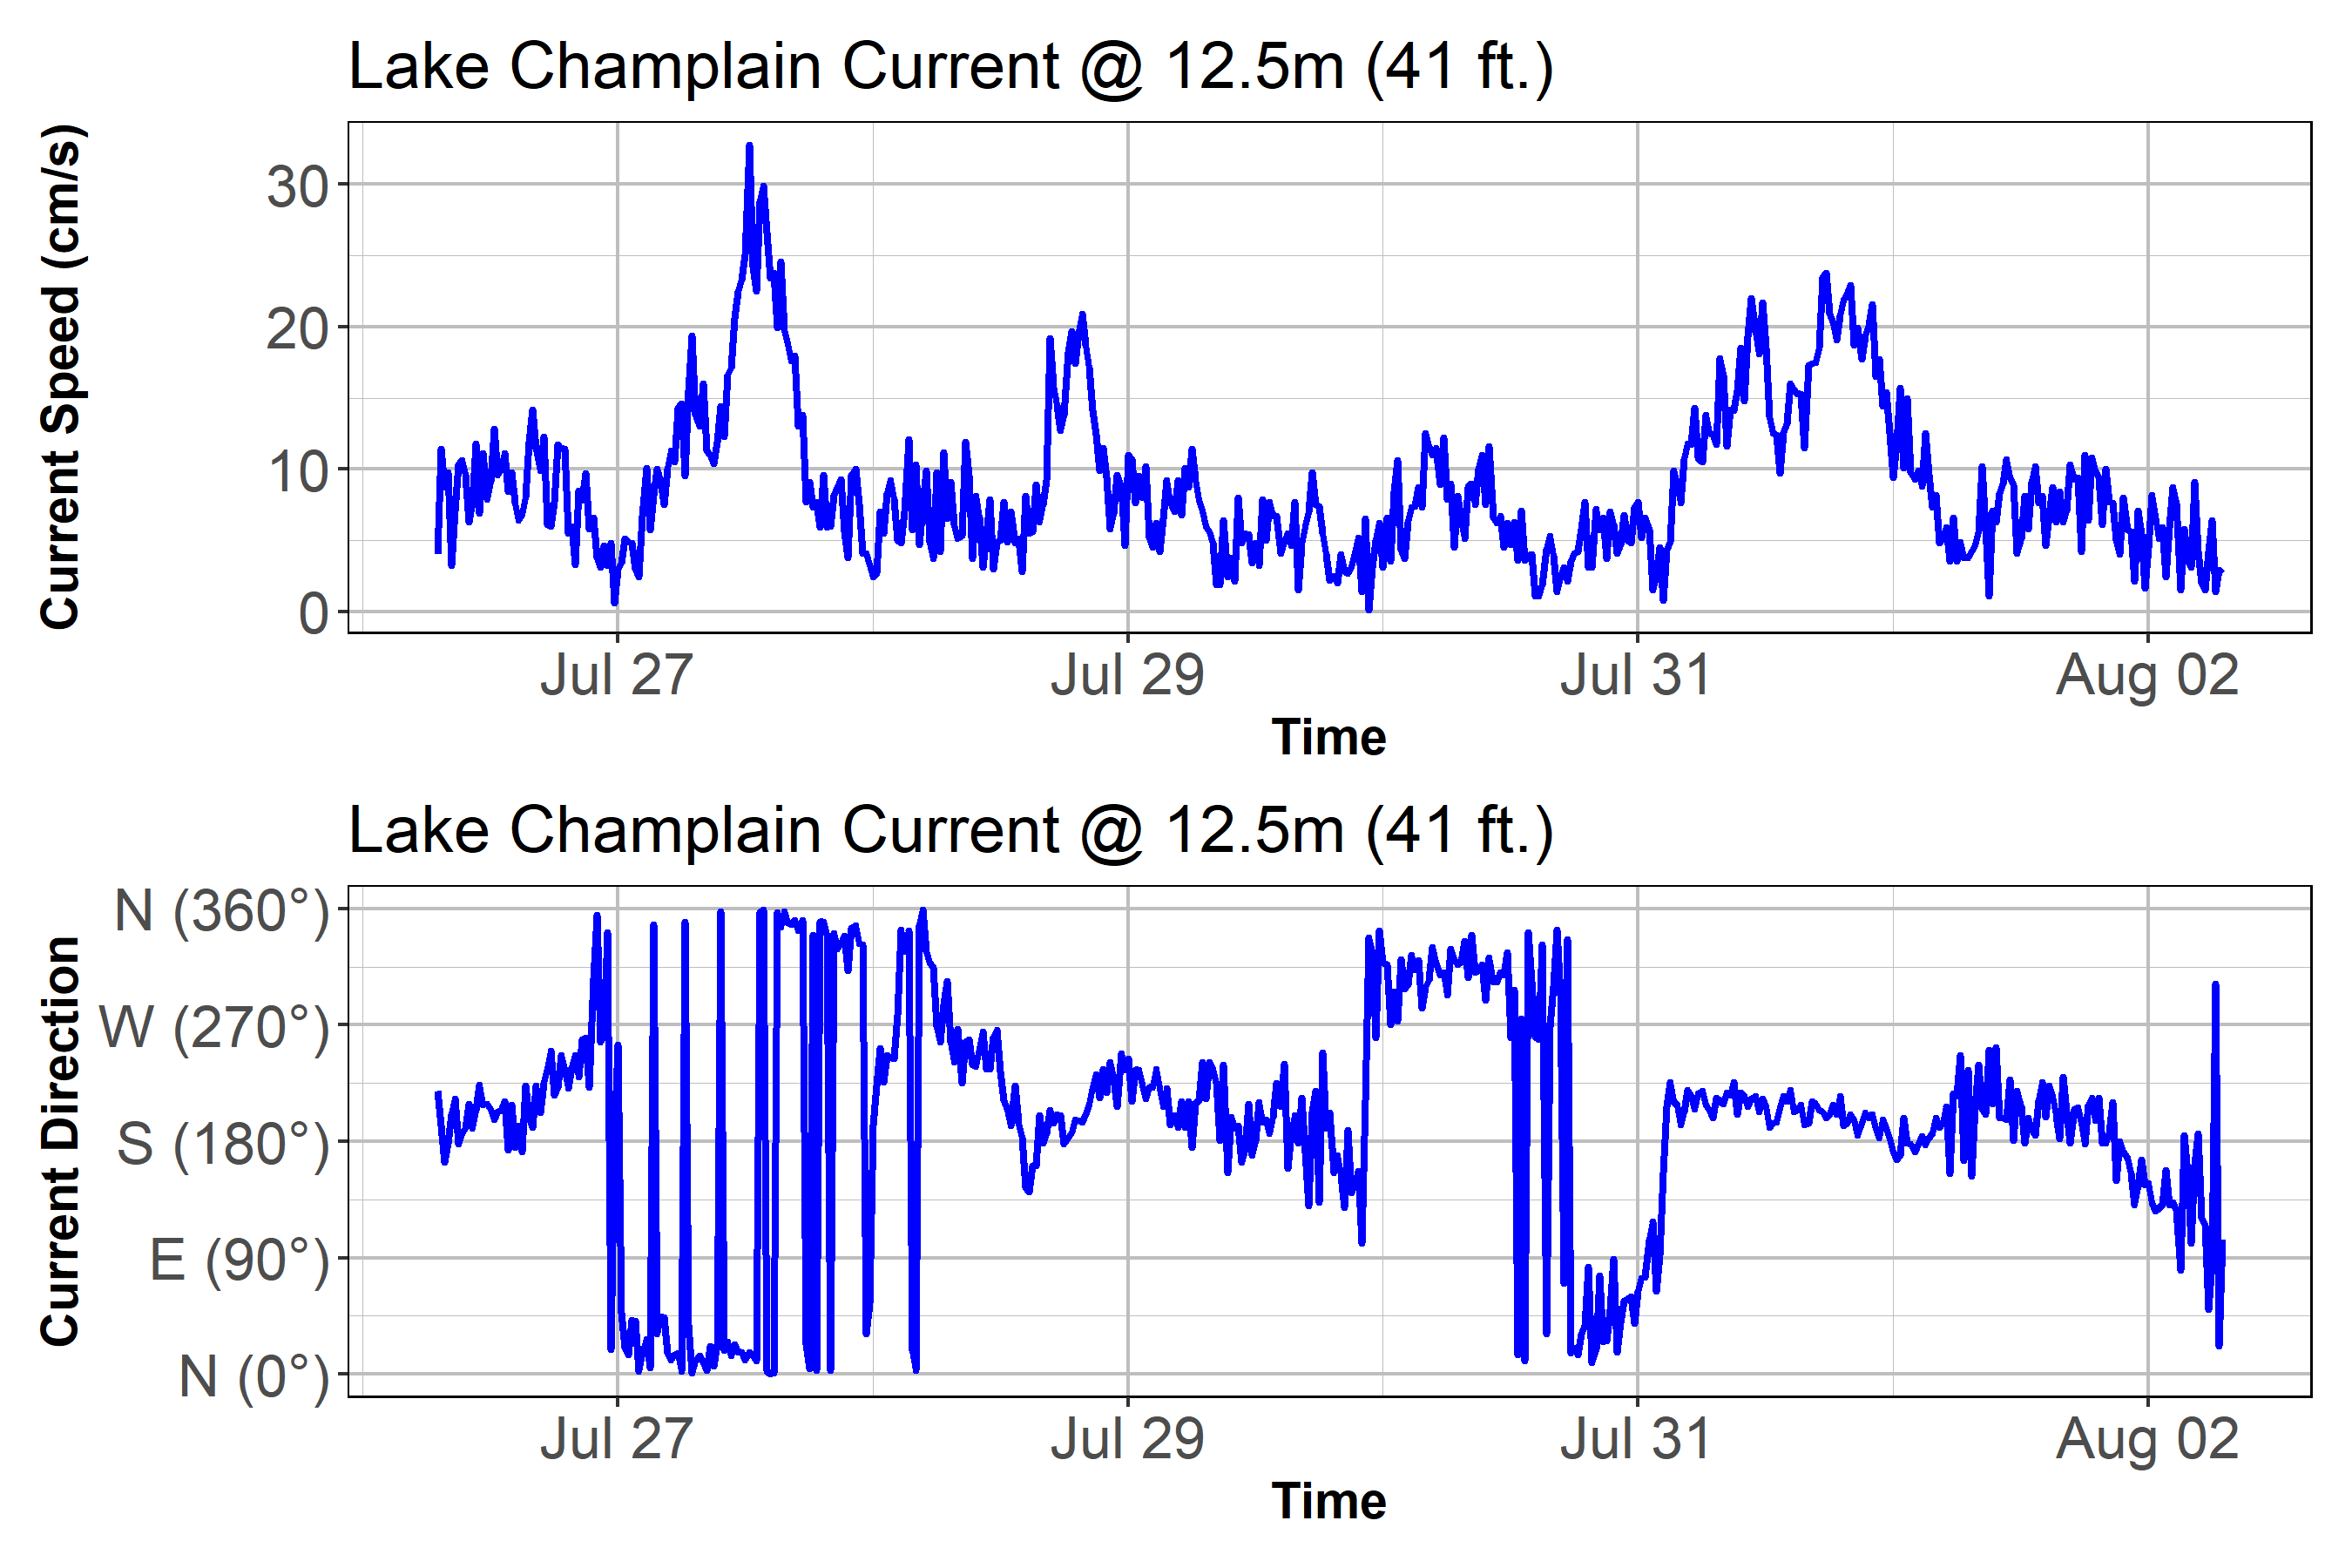 Lake Champlain Current @ 12.5m (41 ft.)
Current Speed (cm/s)
30
20
10
0
Jul 27 Jul 29 Jul 31 Aug 02
Time
Lake Champlain Current @ 12.5m (41 ft.)
Current Direction
N (360°)
W (270°)
S (180°)
E (90°)
N (0°)
Jul 27 Jul 29 Jul 31 Aug 02
Time